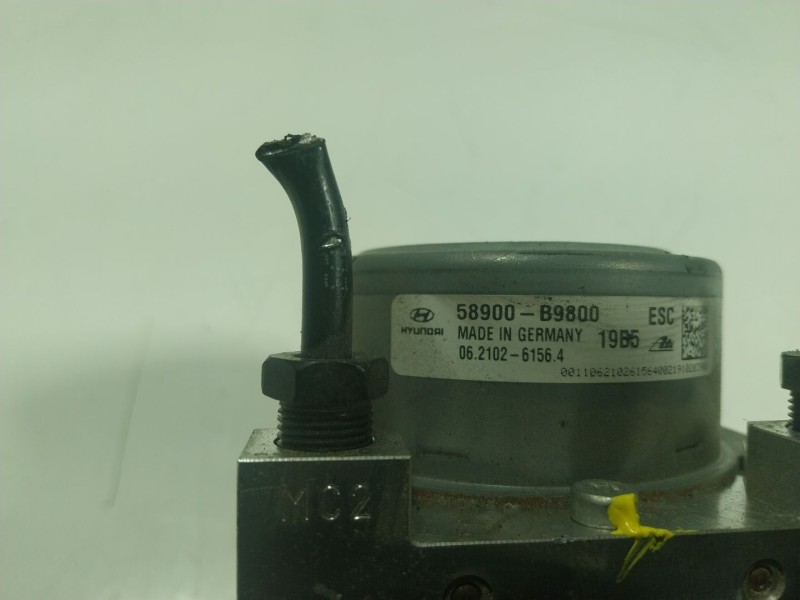 58900-B9800 ESC
HYUNDAI MADE IN GERMANY 19B5
06.2102-6156.4
MC2